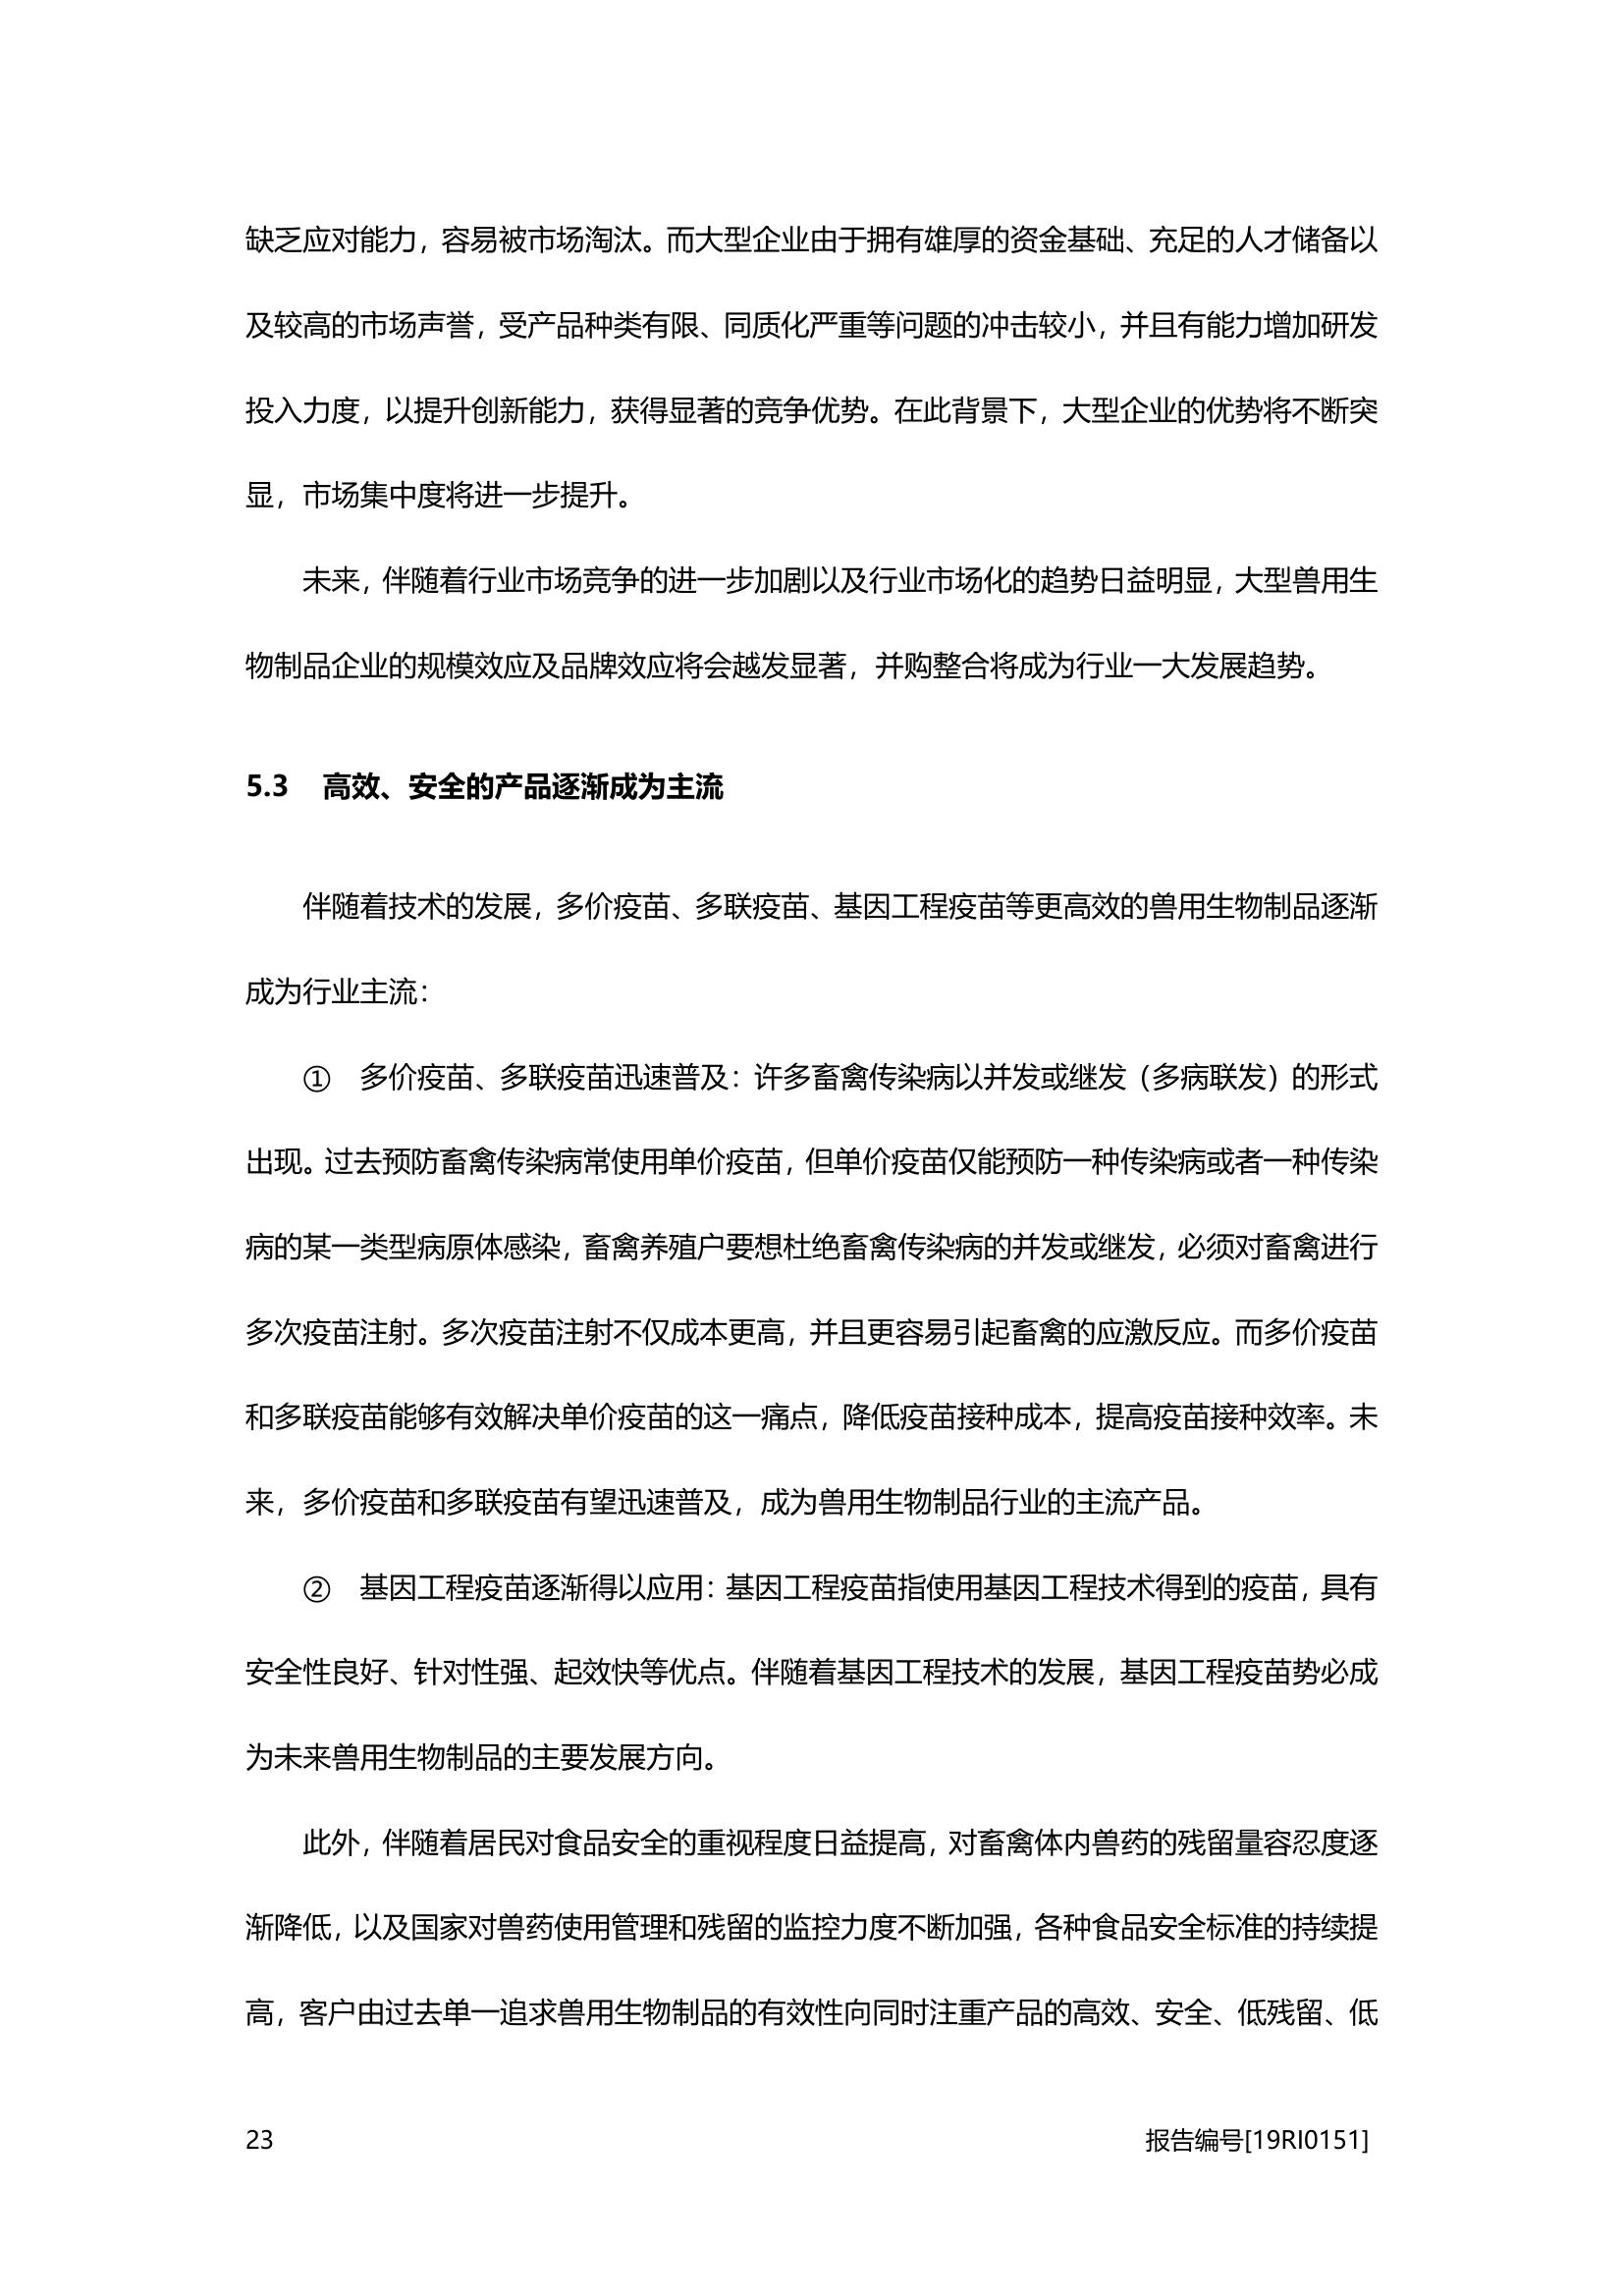 缺乏应对能力，容易被市场淘汰。而大型企业由于拥有雄厚的资金基础、充足的人才储备以
及较高的市场声誉，受产品种类有限、同质化严重等问题的冲击较小，并且有能力增加研发
投入力度，以提升创新能力，获得显著的竞争优势。在此背景下，大型企业的优势将不断突
显，市场集中度将进一步提升。
未来，伴随着行业市场竞争的进一步加剧以及行业市场化的趋势日益明显，大型兽用生
物制品企业的规模效应及品牌效应将会越发显著，并购整合将成为行业一大发展趋势。
5.3 高效、安全的产品逐渐成为主流
伴随着技术的发展，多价疫苗、多联疫苗、基因工程疫苗等更高效的兽用生物制品逐渐
成为行业主流：
① 多价疫苗、多联疫苗迅速普及：许多畜禽传染病以并发或继发（多病联发）的形式
出现。过去预防畜禽传染病常使用单价疫苗，但单价疫苗仅能预防一种传染病或者一种传染
病的某一类型病原体感染，畜禽养殖户要想杜绝畜禽传染病的并发或继发，必须对畜禽进行
多次疫苗注射。多次疫苗注射不仅成本更高，并且更容易引起畜禽的应激反应。而多价疫苗
和多联疫苗能够有效解决单价疫苗的这一痛点，降低疫苗接种成本，提高疫苗接种效率。未
来，多价疫苗和多联疫苗有望迅速普及，成为兽用生物制品行业的主流产品。
② 基因工程疫苗逐渐得以应用：基因工程疫苗指使用基因工程技术得到的疫苗，具有
安全性良好、针对性强、起效快等优点。伴随着基因工程技术的发展，基因工程疫苗势必成
为未来兽用生物制品的主要发展方向。
此外，伴随着居民对食品安全的重视程度日益提高，对畜禽体内兽药的残留量容忍度逐
渐降低，以及国家对兽药使用管理和残留的监控力度不断加强，各种食品安全标准的持续提
高，客户由过去单一追求兽用生物制品的有效性向同时注重产品的高效、安全、低残留、低
23 报告编号[19RI0151]